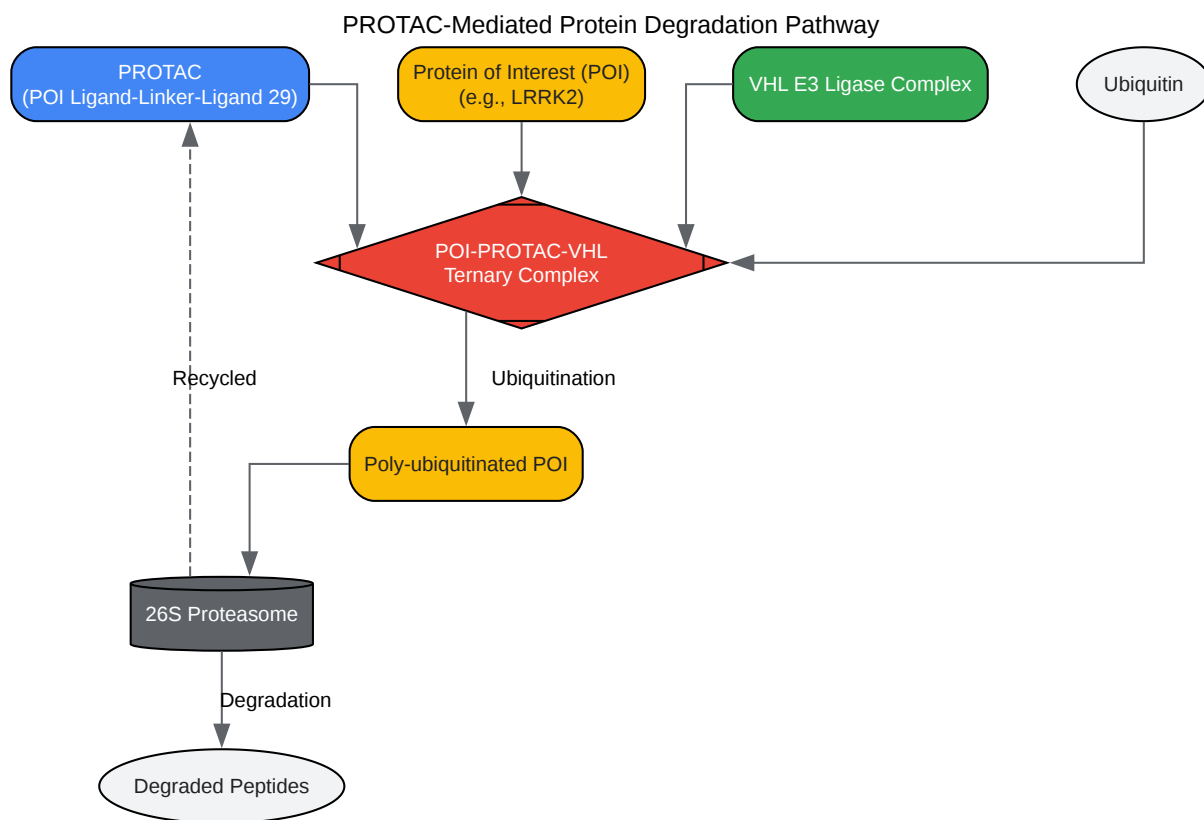 PROTAC-Mediated Protein Degradation Pathway
PROTAC
(POI Ligand-Linker-Ligand 29)
Protein of Interest (POI)
(e.g., LRRK2)
VHL E3 Ligase Complex
Ubiquitin
POI-PROTAC-VHL
Ternary Complex
Recycled
Ubiquitination
Poly-ubiquitinated POI
26S Proteasome
Degradation
Degraded Peptides